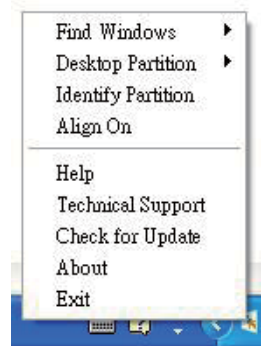 Find Windows
Desktop Partition
Identify Partition
Align On
Help
Technical Support
Check for Update
About
Exit